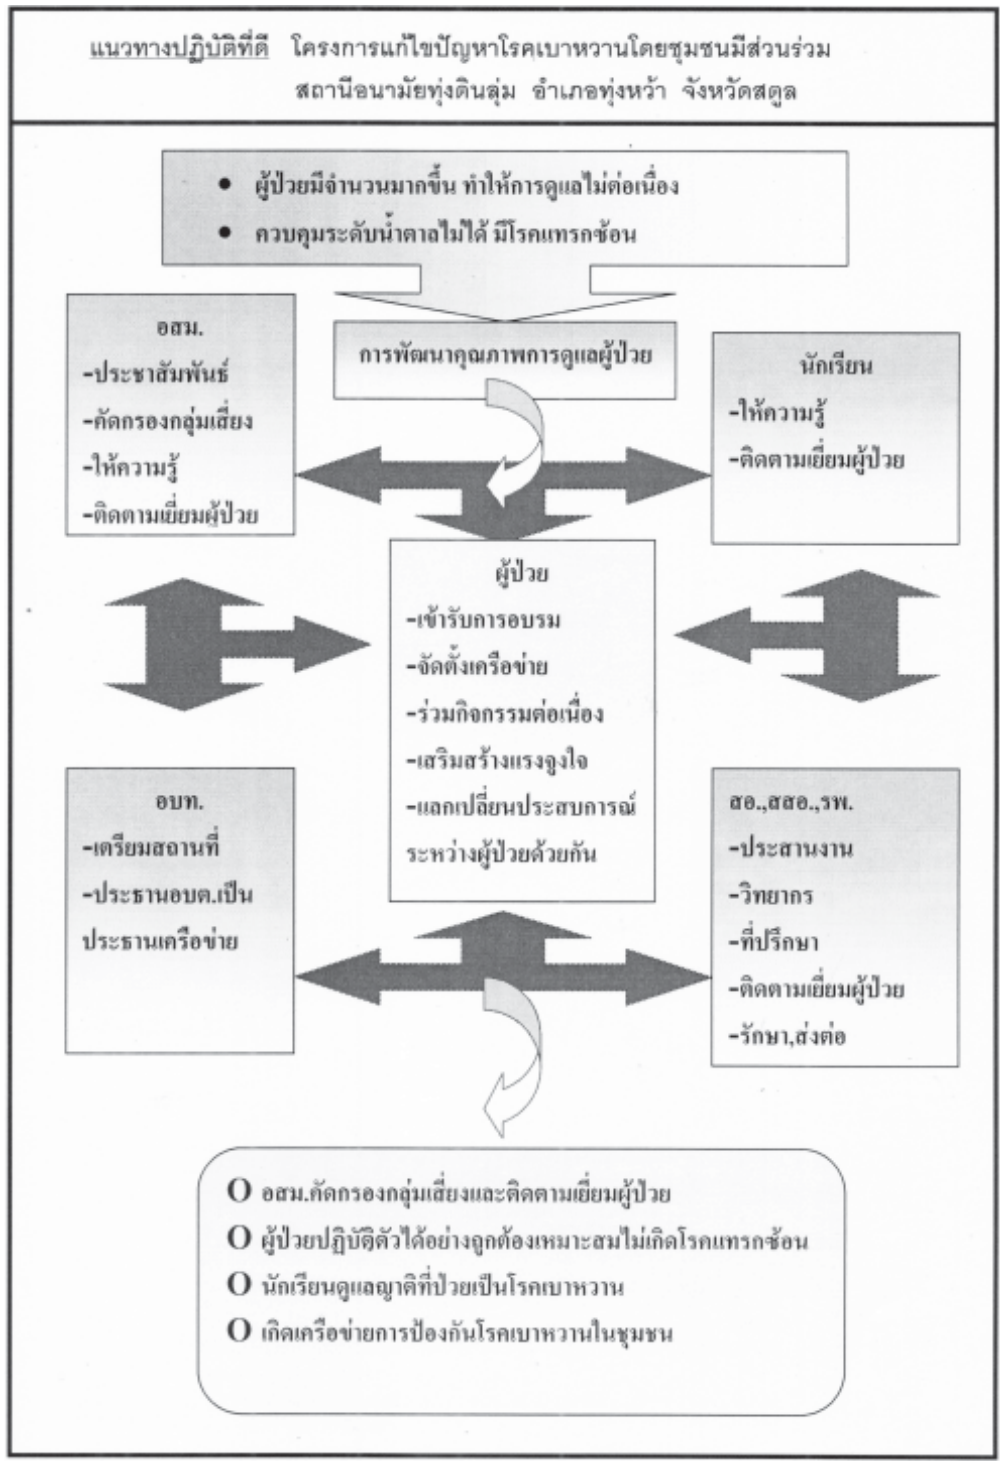 แนวทางปฏิบัติที่ดี โครงการแก้ไขปัญหาโรคเบาหวานโดยชุมชนมีส่วนร่วม
สถานีอนามัยทุ่งดินลุ่ม อำเภอทุ่งหว้า จังหวัดสตูล
● ผู้ป่วยมีจำนวนมากขึ้น ทำให้การดูแลไม่ต่อเนื่อง
● ควบคุมระดับน้ำตาลไม่ได้ มีโรคแทรกซ้อน
การพัฒนาคุณภาพการดูแลผู้ป่วย
อสม.
-ประชาสัมพันธ์
-คัดกรองกลุ่มเสี่ยง
-ให้ความรู้
-ติดตามเยี่ยมผู้ป่วย
นักเรียน
-ให้ความรู้
-ติดตามเยี่ยมผู้ป่วย
ผู้ป่วย
-เข้ารับการอบรม
-จัดตั้งเครือข่าย
-ร่วมกิจกรรมต่อเนื่อง
-เสริมสร้างแรงจูงใจ
-แลกเปลี่ยนประสบการณ์
ระหว่างผู้ป่วยด้วยกัน
อบท.
-เตรียมสถานที่
-ประธานอบต.เป็น
ประธานเครือข่าย
สอ.,สสอ.,รพ.
-ประสานงาน
-วิทยากร
-ที่ปรึกษา
-ติดตามเยี่ยมผู้ป่วย
-รักษา,ส่งต่อ
O อสม.คัดกรองกลุ่มเสี่ยงและติดตามเยี่ยมผู้ป่วย
O ผู้ป่วยปฏิบัติตัวได้อย่างถูกต้องเหมาะสมไม่เกิดโรคแทรกซ้อน
O นักเรียนดูแลญาติที่ป่วยเป็นโรคเบาหวาน
O เกิดเครือข่ายการป้องกันโรคเบาหวานในชุมชน